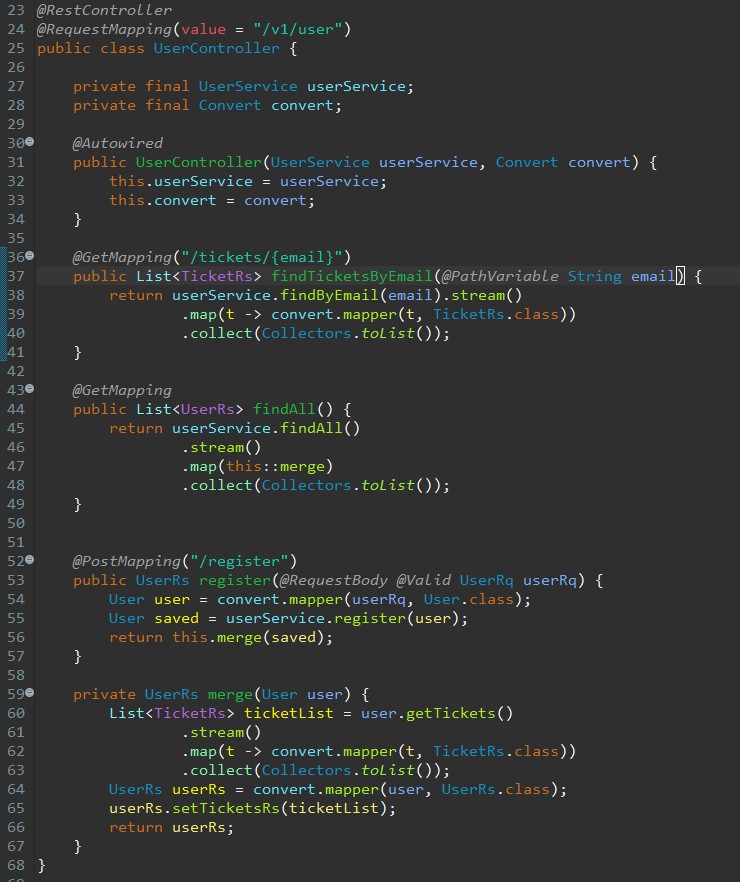 23 @RestController
24 @RequestMapping(value = "/v1/user")
25 public class UserController {
26
27     private final UserService userService;
28     private final Convert convert;
29
30     @Autowired
31     public UserController(UserService userService, Convert convert) {
32         this.userService = userService;
33         this.convert = convert;
34     }
35
36     @GetMapping("/tickets/{email}")
37     public List<TicketRs> findTicketsByEmail(@PathVariable String email) {
38         return userService.findByEmail(email).stream()
39                 .map(t -> convert.mapper(t, TicketRs.class))
40                 .collect(Collectors.toList());
41     }
42
43     @GetMapping
44     public List<UserRs> findAll() {
45         return userService.findAll()
46                 .stream()
47                 .map(this::merge)
48                 .collect(Collectors.toList());
49     }
50
51
52     @PostMapping("/register")
53     public UserRs register(@RequestBody @Valid UserRq userRq) {
54         User user = convert.mapper(userRq, User.class);
55         User saved = userService.register(user);
56         return this.merge(saved);
57     }
58
59     private UserRs merge(User user) {
60         List<TicketRs> ticketList = user.getTickets()
61                 .stream()
62                 .map(t -> convert.mapper(t, TicketRs.class))
63                 .collect(Collectors.toList());
64         UserRs userRs = convert.mapper(user, UserRs.class);
65         userRs.setTicketsRs(ticketList);
66         return userRs;
67     }
68 }